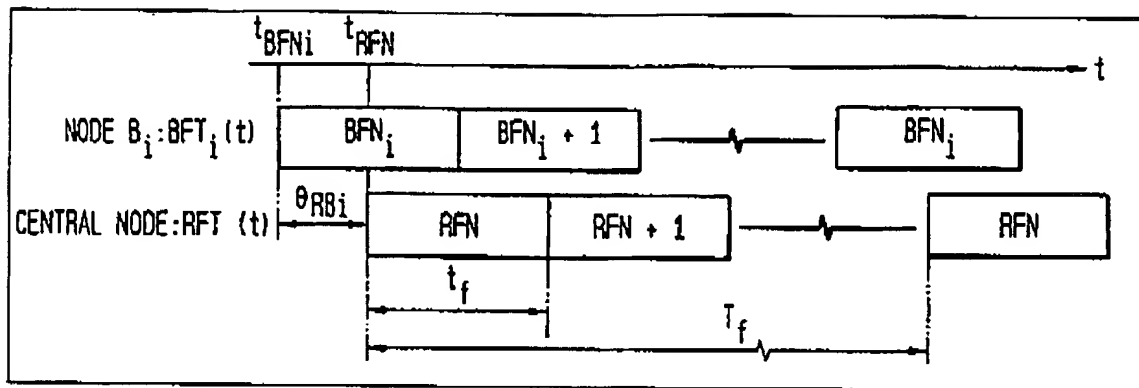 t_BFNi t_RFN
t
NODE B_i:BFT_i(t) BFN_i BFN_i + 1 BFN_i
θ_RBi
CENTRAL NODE:RFT (t) RFN RFN + 1 RFN
t_f
T_f